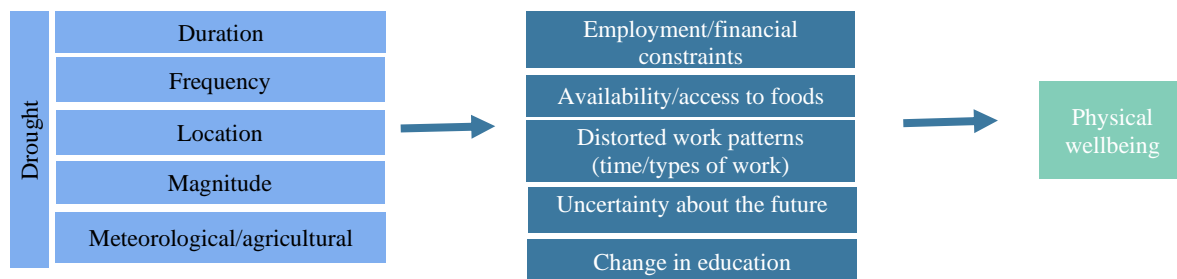 Drought
Duration
Frequency
Location
Magnitude
Meteorological/agricultural
Employment/financial
constraints
Availability/access to foods
Distorted work patterns
(time/types of work)
Uncertainty about the future
Change in education
Physical
wellbeing